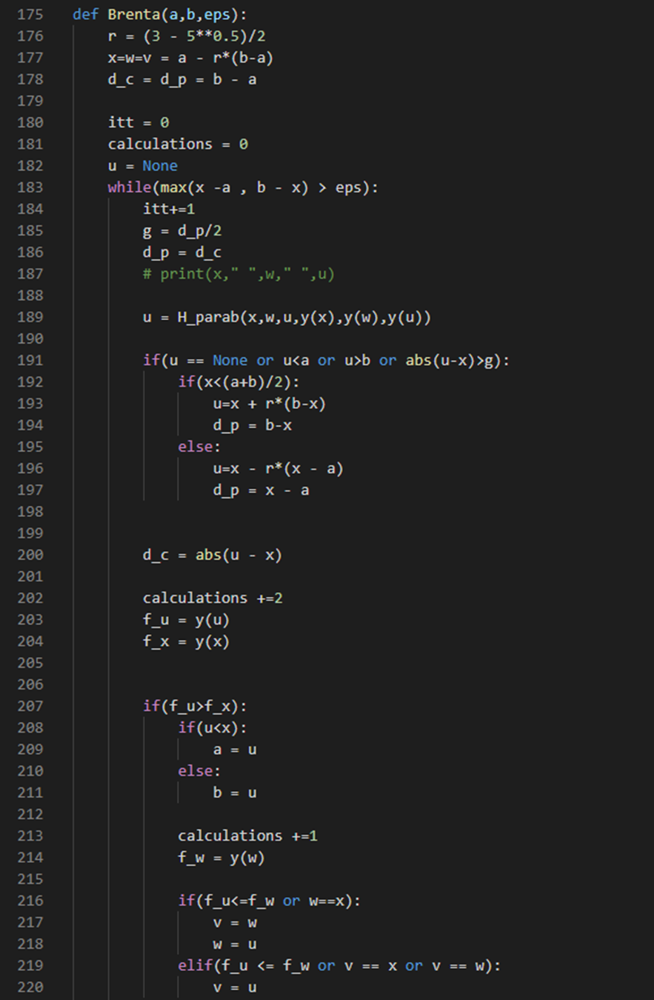 175 def Brenta(a,b,eps):
176     r = (3 - 5**0.5)/2
177     x=w=v = a - r*(b-a)
178     d_c = d_p = b - a
179
180     itt = 0
181     calculations = 0
182     u = None
183     while(max(x -a , b - x) > eps):
184         itt+=1
185         g = d_p/2
186         d_p = d_c
187         # print(x," ",w," ",u)
188
189         u = H_parab(x,w,u,y(x),y(w),y(u))
190
191         if(u == None or u<a or u>b or abs(u-x)>g):
192             if(x<(a+b)/2):
193                 u=x + r*(b-x)
194                 d_p = b-x
195             else:
196                 u=x - r*(x - a)
197                 d_p = x - a
198
199
200         d_c = abs(u - x)
201
202         calculations +=2
203         f_u = y(u)
204         f_x = y(x)
205
206
207         if(f_u>f_x):
208             if(u<x):
209                 a = u
210             else:
211                 b = u
212
213             calculations +=1
214             f_w = y(w)
215
216             if(f_u<=f_w or w==x):
217                 v = w
218                 w = u
219             elif(f_u <= f_w or v == x or v == w):
220                 v = u